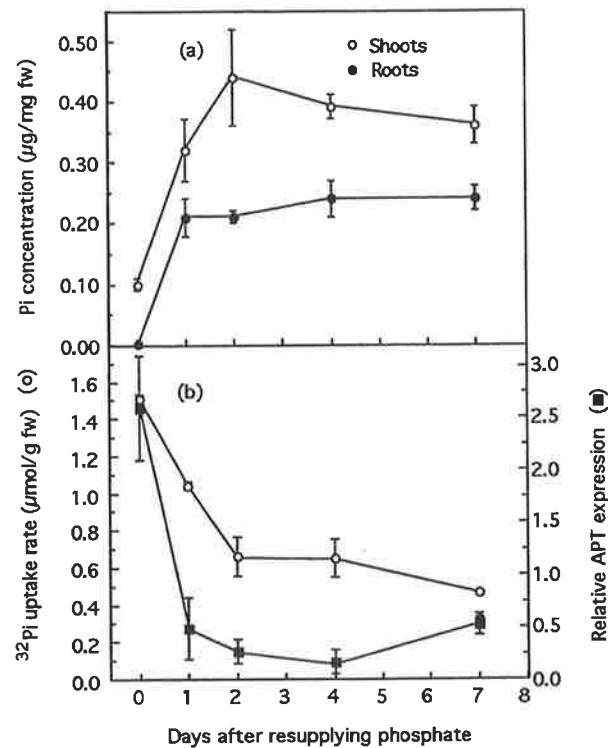 (a)
Shoots
Roots
Pi concentration (µg/mg fw)
0.50
0.40
0.30
0.20
0.10
0.00
(b)
³²Pi uptake rate (µmol/g fw) (o)
1.6
1.4
1.2
1.0
0.8
0.6
0.4
0.2
0.0
Relative APT expression (■)
3.0
2.5
2.0
1.5
1.0
0.5
0.0
0 1 2 3 4 5 6 7 8
Days after resupplying phosphate